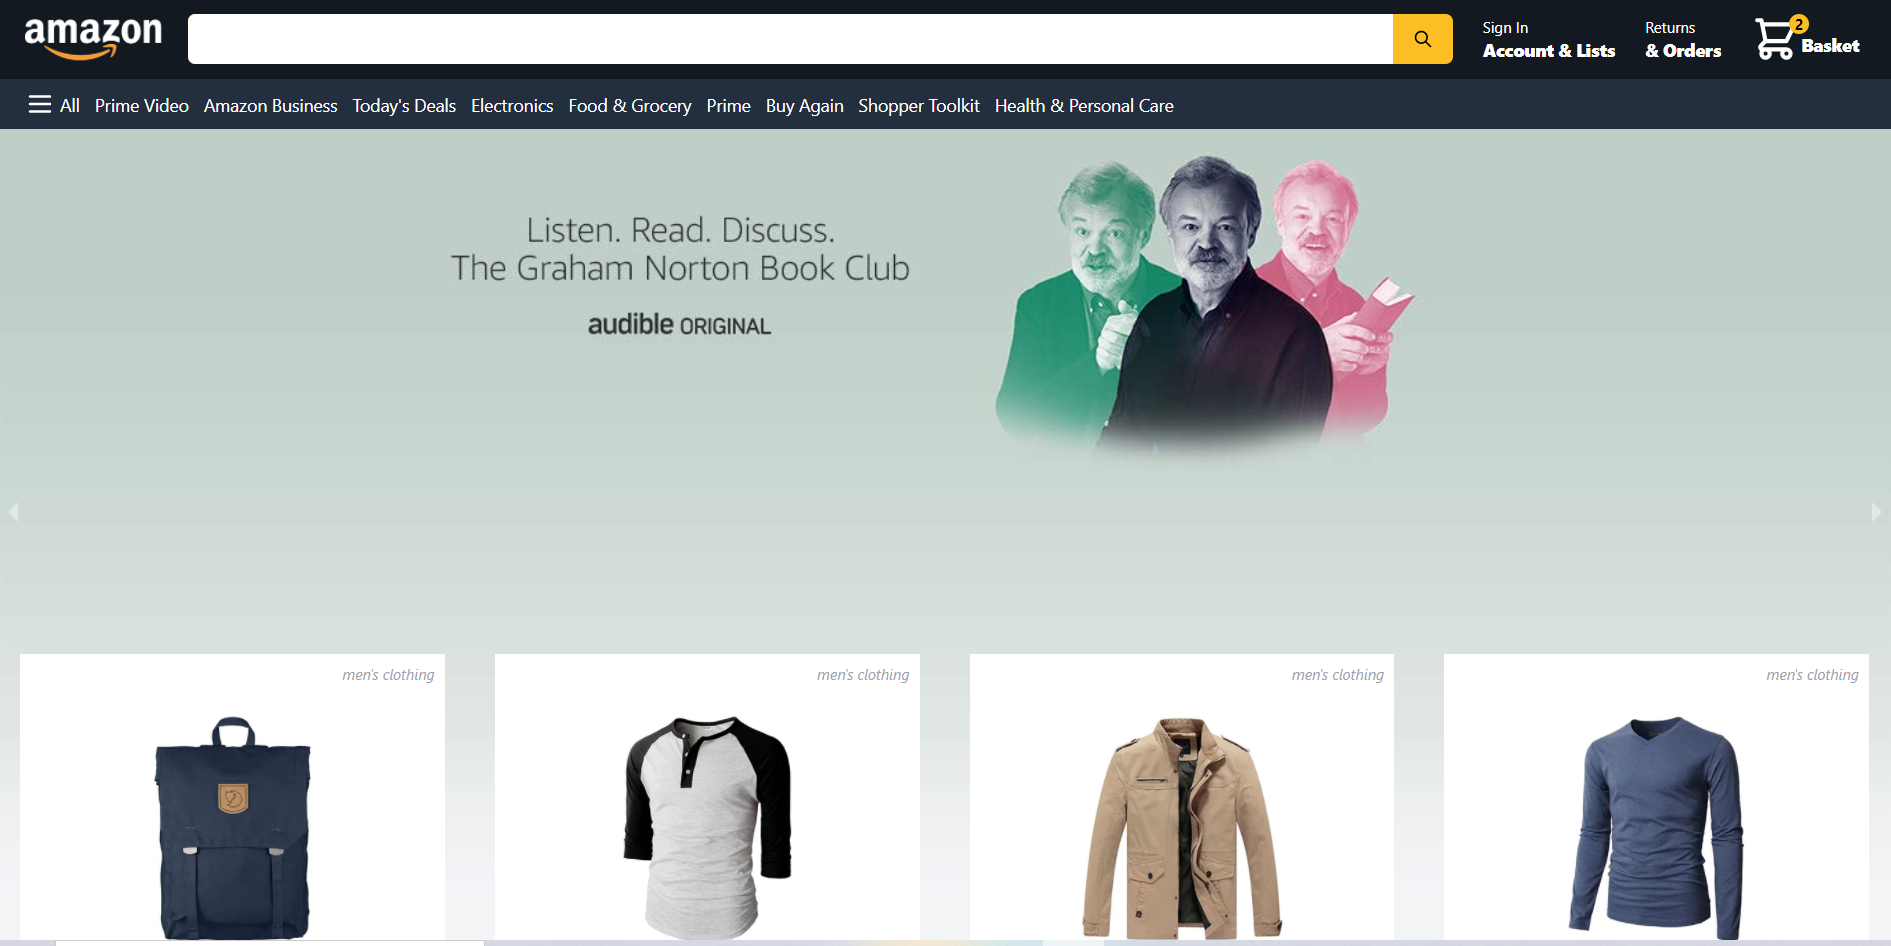 amazon
Sign In
Account & Lists
Returns
& Orders
2
Basket
All Prime Video Amazon Business Today's Deals Electronics Food & Grocery Prime Buy Again Shopper Toolkit Health & Personal Care
Listen. Read. Discuss.
The Graham Norton Book Club
audible ORIGINAL
men's clothing men's clothing men's clothing men's clothing